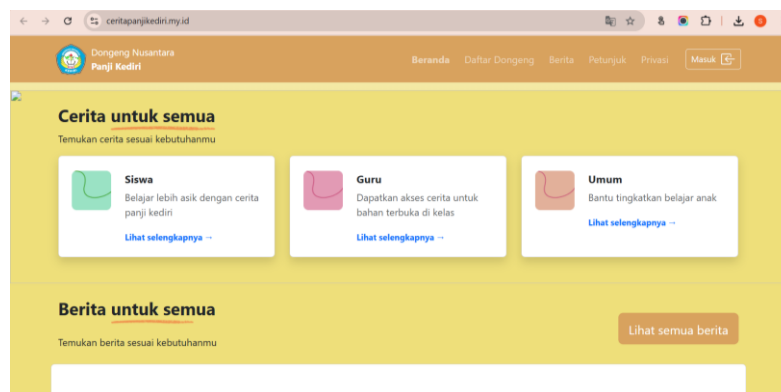 ceritapanjikediri.my.id
Dongeng Nusantara
Panji Kediri
Beranda Daftar Dongeng Berita Petunjuk Privasi Masuk
Cerita untuk semua
Temukan cerita sesuai kebutuhanmu
Siswa
Belajar lebih asik dengan cerita
panji kediri
Lihat selengkapnya →
Guru
Dapatkan akses cerita untuk
bahan terbuka di kelas
Lihat selengkapnya →
Umum
Bantu tingkatkan belajar anak
Lihat selengkapnya →
Berita untuk semua
Lihat semua berita
Temukan berita sesuai kebutuhanmu